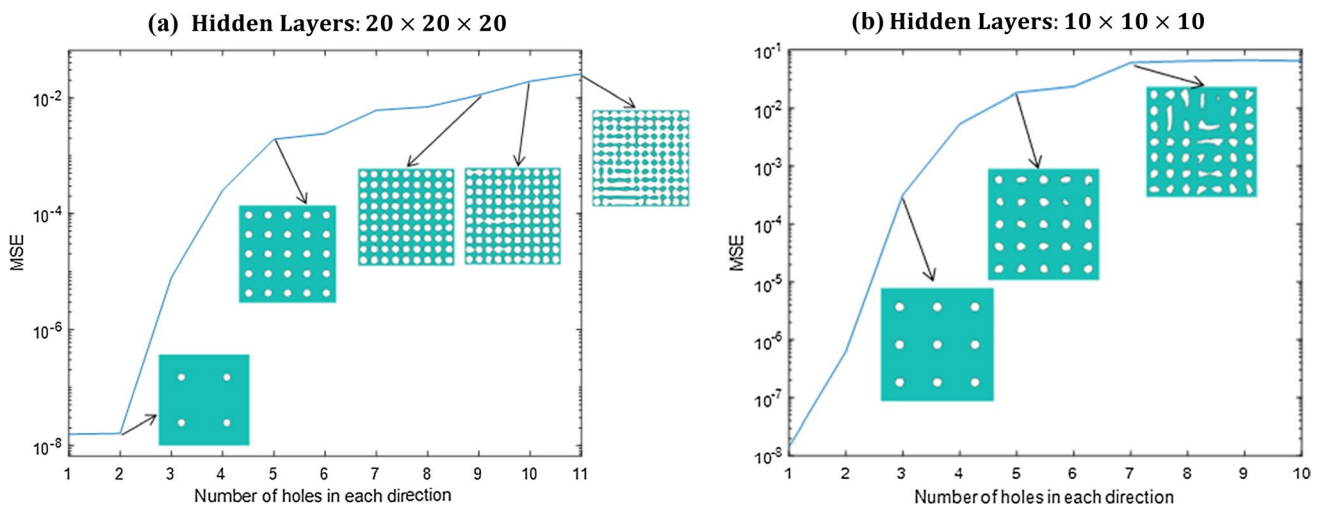 (a) Hidden Layers: 20 × 20 × 20
10⁻²
10⁻⁴
10⁻⁶
10⁻⁸
MSE
1 2 3 4 5 6 7 8 9 10 11
Number of holes in each direction
(b) Hidden Layers: 10 × 10 × 10
10⁻¹
10⁻²
10⁻³
10⁻⁴
10⁻⁵
10⁻⁶
10⁻⁷
10⁻⁸
MSE
1 2 3 4 5 6 7 8 9 10
Number of holes in each direction